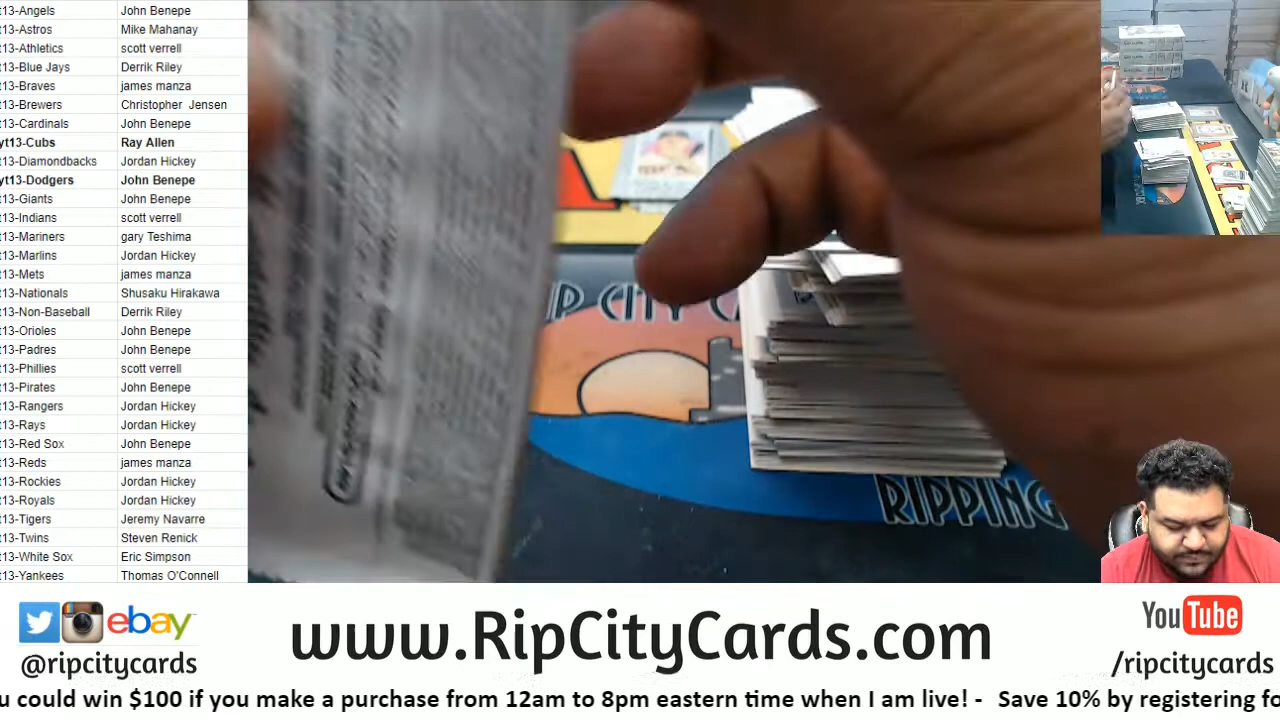 t13-Angels John Benepe
t13-Astros Mike Mahanay
t13-Athletics scott verrell
t13-Blue Jays Derrik Riley
t13-Braves james manza
t13-Brewers Christopher Jensen
t13-Cardinals John Benepe
yt13-Cubs Ray Allen
t13-Diamondbacks Jordan Hickey
yt13-Dodgers John Benepe
t13-Giants John Benepe
t13-Indians scott verrell
t13-Mariners gary Teshima
t13-Marlins Jordan Hickey
t13-Mets james manza
t13-Nationals Shusaku Hirakawa
t13-Non-Baseball Derrik Riley
t13-Orioles John Benepe
t13-Padres John Benepe
t13-Phillies scott verrell
t13-Pirates John Benepe
t13-Rangers Jordan Hickey
t13-Rays Jordan Hickey
t13-Red Sox John Benepe
t13-Reds james manza
t13-Rockies Jordan Hickey
t13-Royals Jordan Hickey
t13-Tigers Jeremy Navarre
t13-Twins Steven Renick
t13-White Sox Eric Simpson
t13-Yankees Thomas O'Connell
IP CITY C
RIPPING
ebay
@ripcitycards
www.RipCityCards.com
YouTube
/ripcitycards
u could win $100 if you make a purchase from 12am to 8pm eastern time when I am live! - Save 10% by registering fo